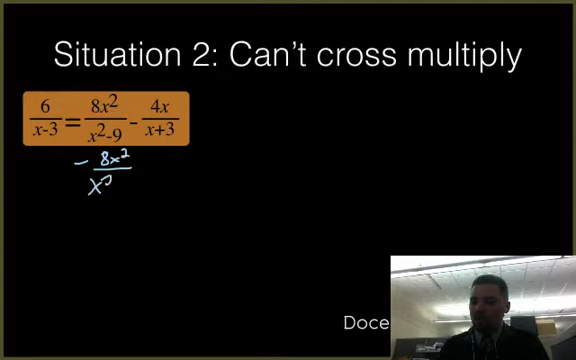 Situation 2: Can't cross multiply
6/x-3 = 8x²/x²-9 - 4x/x+3
- 8x²/x
Doce